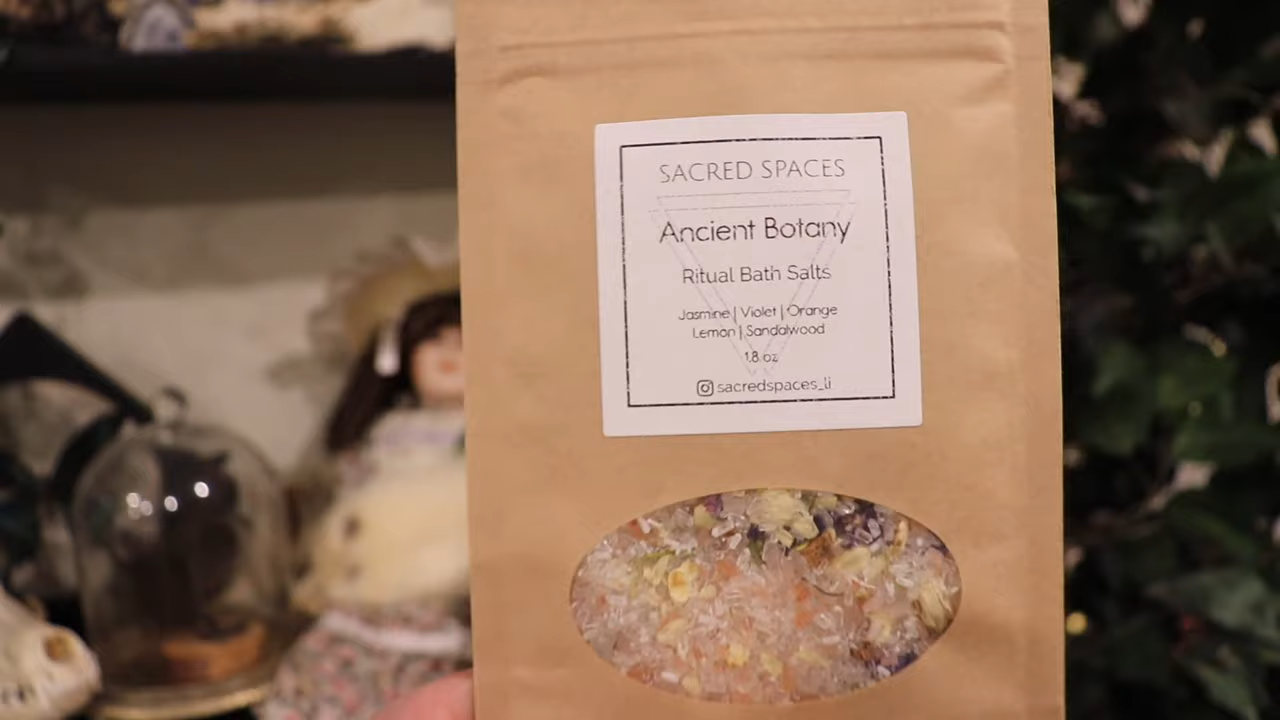 SACRED SPACES
Ancient Botany
Ritual Bath Salts
Jasmine | Violet | Orange
Lemon | Sandalwood
1.8 oz
sacredspaces_li